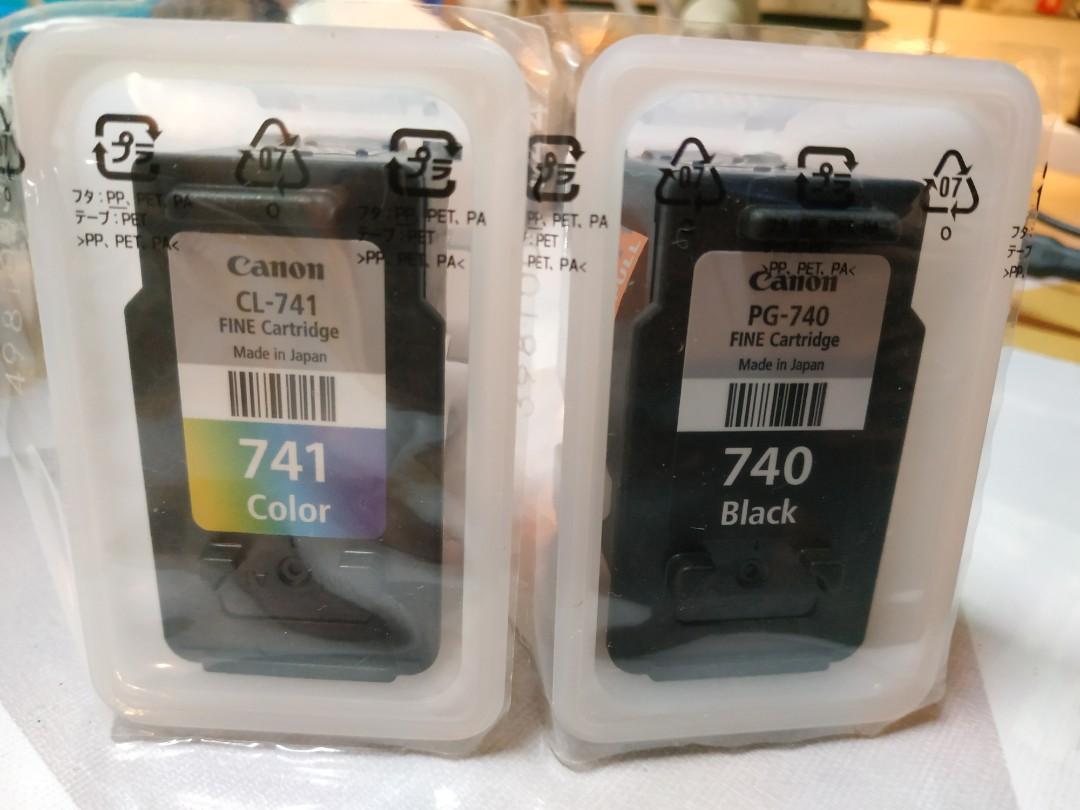 プラ
07
O
プラ
フタ:PP, PET, PA
テープ:PET
>PP, PET, PA<
フタ:PP, PET, PA
テープ:PET
>PP, PET, PA<
Canon
CL-741
FINE Cartridge
Made in Japan
741
Color
プラ
07
プラ
07
O
PP, PET, PA
:PET
PET, PA<
>PP, PET, PA<
Canon
PG-740
FINE Cartridge
Made in Japan
740
Black
フタ:
テープ
>PP,